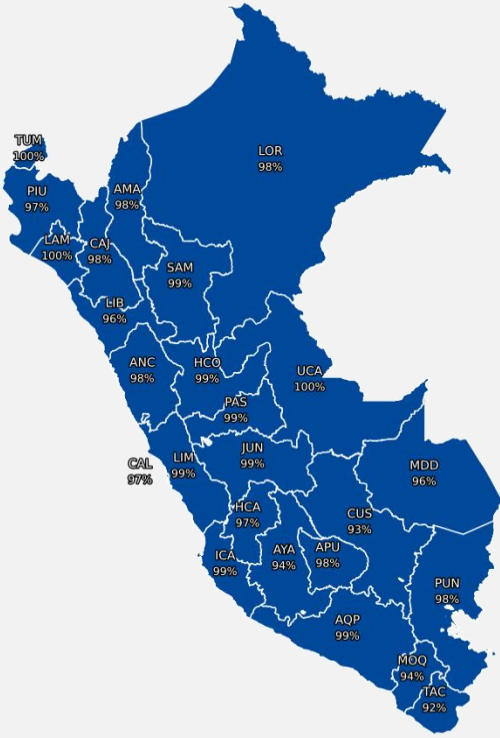 TUM
100%
LOR
98%
PIU
97%
AMA
98%
LAM
100%
CAJ
98%
SAM
99%
LIB
96%
ANC
98%
HCO
99%
UCA
100%
PAS
99%
CAL
97%
LIM
99%
JUN
99%
MDD
96%
HCA
97%
CUS
93%
ICA
99%
AYA
94%
APU
98%
PUN
98%
AQP
99%
MOQ
94%
TAC
92%